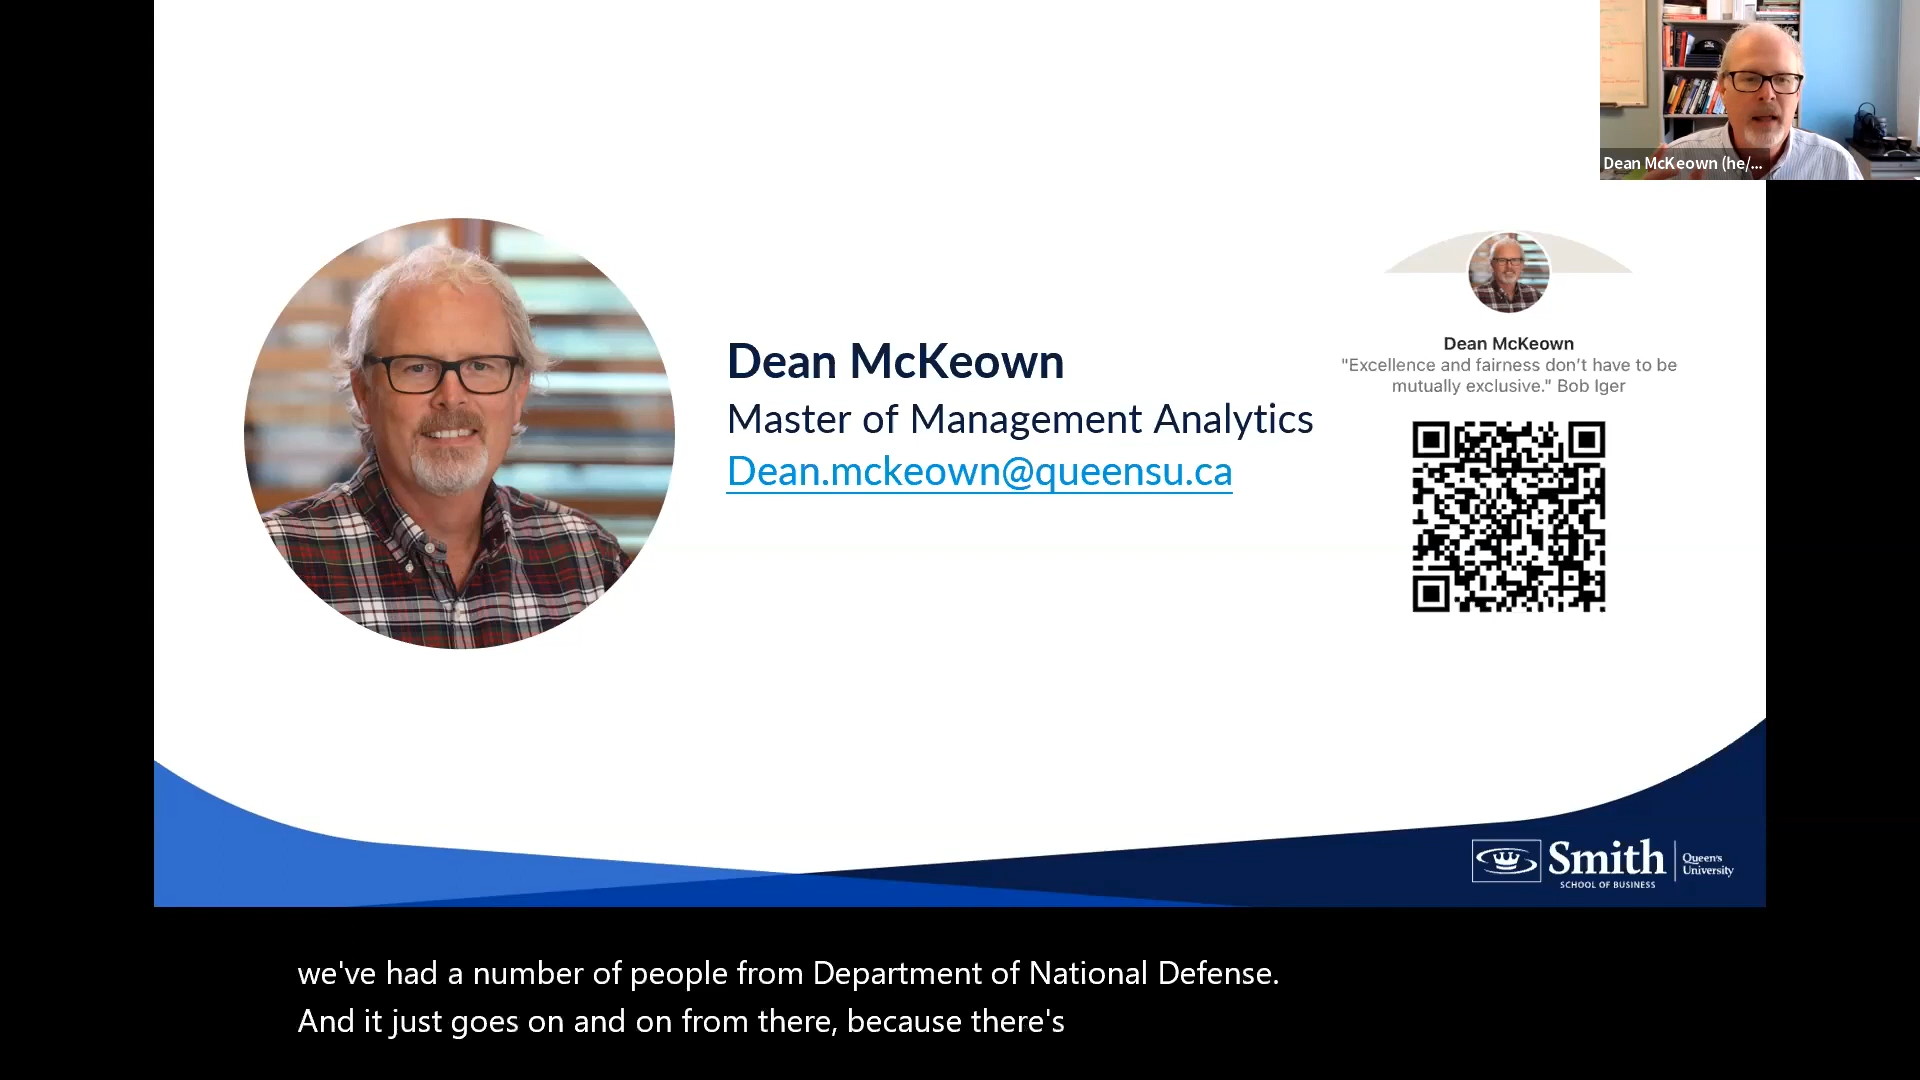 Dean McKeown (he/...
Dean McKeown
Master of Management Analytics
Dean.mckeown@queensu.ca
Dean McKeown
"Excellence and fairness don't have to be
mutually exclusive." Bob Iger
Smith
SCHOOL OF BUSINESS
Queen's
University
we've had a number of people from Department of National Defense.
And it just goes on and on from there, because there's